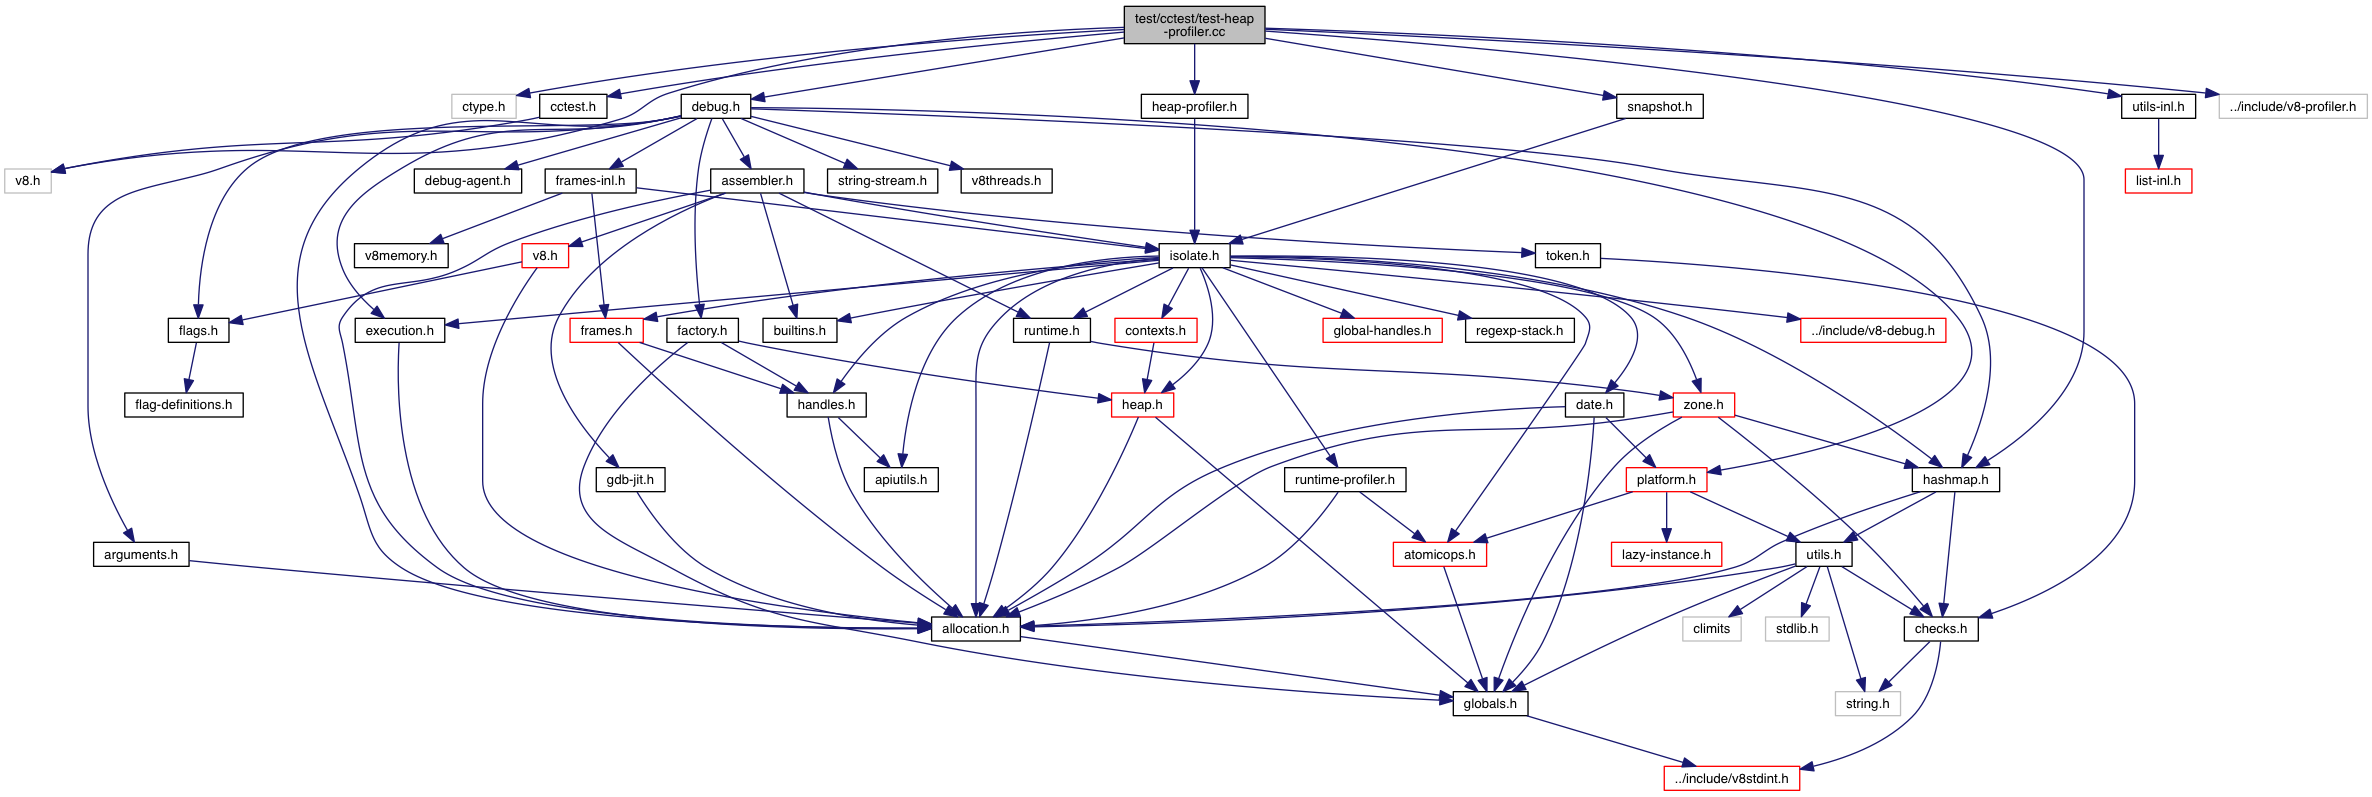 test/cctest/test-heap
-profiler.cc
ctype.h
cctest.h
debug.h
heap-profiler.h
snapshot.h
utils-inl.h
../include/v8-profiler.h
v8.h
debug-agent.h
frames-inl.h
assembler.h
string-stream.h
v8threads.h
list-inl.h
v8memory.h
v8.h
isolate.h
token.h
flags.h
execution.h
frames.h
factory.h
builtins.h
runtime.h
contexts.h
global-handles.h
regexp-stack.h
../include/v8-debug.h
flag-definitions.h
handles.h
heap.h
date.h
zone.h
gdb-jit.h
apiutils.h
runtime-profiler.h
platform.h
hashmap.h
arguments.h
atomicops.h
lazy-instance.h
utils.h
allocation.h
climits
stdlib.h
checks.h
globals.h
string.h
../include/v8stdint.h